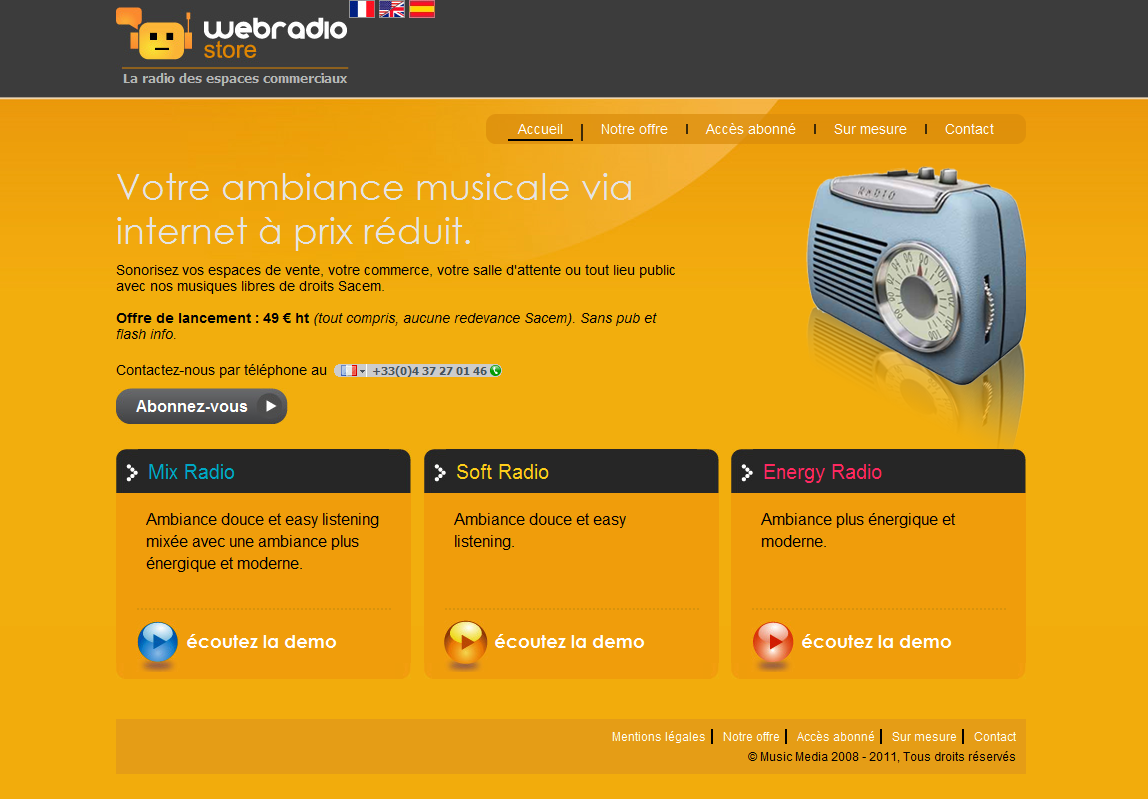 webradio
store
La radio des espaces commerciaux
Accueil Notre offre Accès abonné Sur mesure Contact
Votre ambiance musicale via
internet à prix réduit.
RADIO
Sonorisez vos espaces de vente, votre commerce, votre salle d'attente ou tout lieu public
avec nos musiques libres de droits Sacem.
Offre de lancement : 49 € ht (tout compris, aucune redevance Sacem). Sans pub et
flash info.
Contactez-nous par téléphone au +33(0)4 37 27 01 46
Abonnez-vous
Mix Radio
Ambiance douce et easy listening
mixée avec une ambiance plus
énergique et moderne.
écoutez la demo
Soft Radio
Ambiance douce et easy
listening.
écoutez la demo
Energy Radio
Ambiance plus énergique et
moderne.
écoutez la demo
Mentions légales Notre offre Accès abonné Sur mesure Contact
© Music Media 2008 - 2011, Tous droits réservés